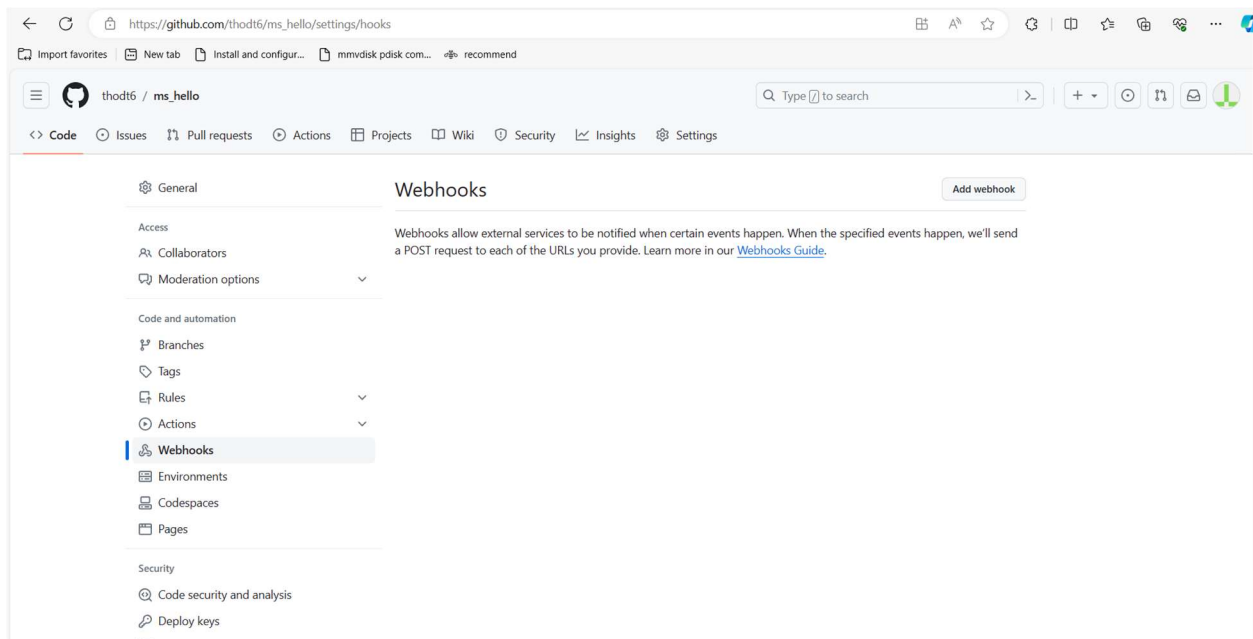 https://github.com/thodt6/ms_hello/settings/hooks
Import favorites New tab Install and configur... mmvdisk pdisk com... recommend
thodt6 / ms_hello Type / to search
Code Issues Pull requests Actions Projects Wiki Security Insights Settings
General
Webhooks Add webhook
Access
Webhooks allow external services to be notified when certain events happen. When the specified events happen, we'll send
a POST request to each of the URLs you provide. Learn more in our Webhooks Guide.
Collaborators
Moderation options
Code and automation
Branches
Tags
Rules
Actions
Webhooks
Environments
Codespaces
Pages
Security
Code security and analysis
Deploy keys